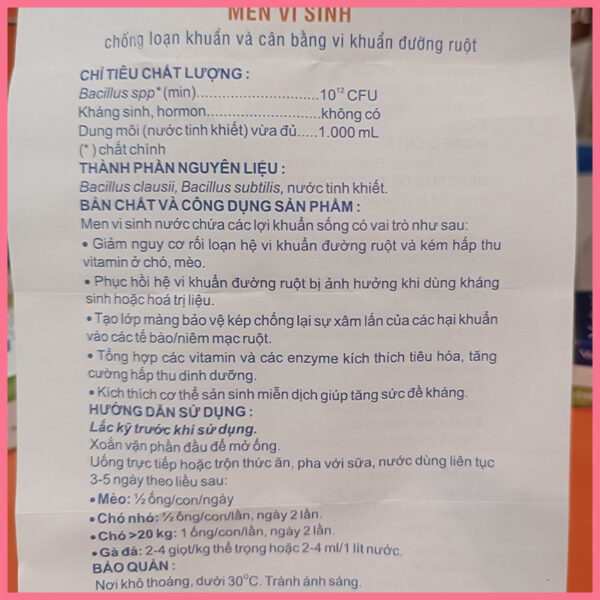 MEN VI SINH
chống loạn khuẩn và cân bằng vi khuẩn đường ruột
CHỈ TIÊU CHẤT LƯỢNG :
Bacillus spp* (min)..............................10¹² CFU
Kháng sinh, hormon..............................không có
Dung môi (nước tinh khiết) vừa đủ.....1.000 mL
(*) chất chính
THÀNH PHẦN NGUYÊN LIỆU :
Bacillus clausii, Bacillus subtilis, nước tinh khiết.
BẢN CHẤT VÀ CÔNG DỤNG SẢN PHẨM :
Men vi sinh nước chứa các lợi khuẩn sống có vai trò như sau:
• Giảm nguy cơ rối loạn hệ vi khuẩn đường ruột và kém hấp thu
vitamin ở chó, mèo.
• Phục hồi hệ vi khuẩn đường ruột bị ảnh hưởng khi dùng kháng
sinh hoặc hoá trị liệu.
• Tạo lớp màng bảo vệ kép chống lại sự xâm lấn của các hại khuẩn
vào các tế bào/niêm mạc ruột.
• Tổng hợp các vitamin và các enzyme kích thích tiêu hóa, tăng
cường hấp thu dinh dưỡng.
• Kích thích cơ thể sản sinh miễn dịch giúp tăng sức đề kháng.
HƯỚNG DẪN SỬ DỤNG :
Lắc kỹ trước khi sử dụng.
Xoắn vặn phần đầu để mở ống.
Uống trực tiếp hoặc trộn thức ăn, pha với sữa, nước dùng liên tục
3-5 ngày theo liều sau:
• Mèo: ½ ống/con/ngày
• Chó nhỏ: ½ ống/con/lần, ngày 2 lần.
• Chó >20 kg: 1 ống/con/lần, ngày 2 lần.
• Gà đá: 2-4 giọt/kg thể trọng hoặc 2-4 ml/1 lít nước.
BẢO QUẢN :
Nơi khô thoáng, dưới 30°C. Tránh ánh sáng.